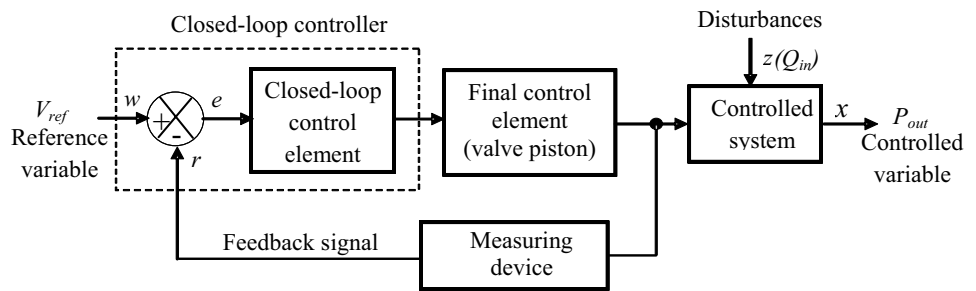 Closed-loop controller
Disturbances
z(Q_in)
V_ref
Reference
variable
w
+
-
e
r
Closed-loop
control
element
Final control
element
(valve piston)
Controlled
system
x
P_out
Controlled
variable
Feedback signal
Measuring
device